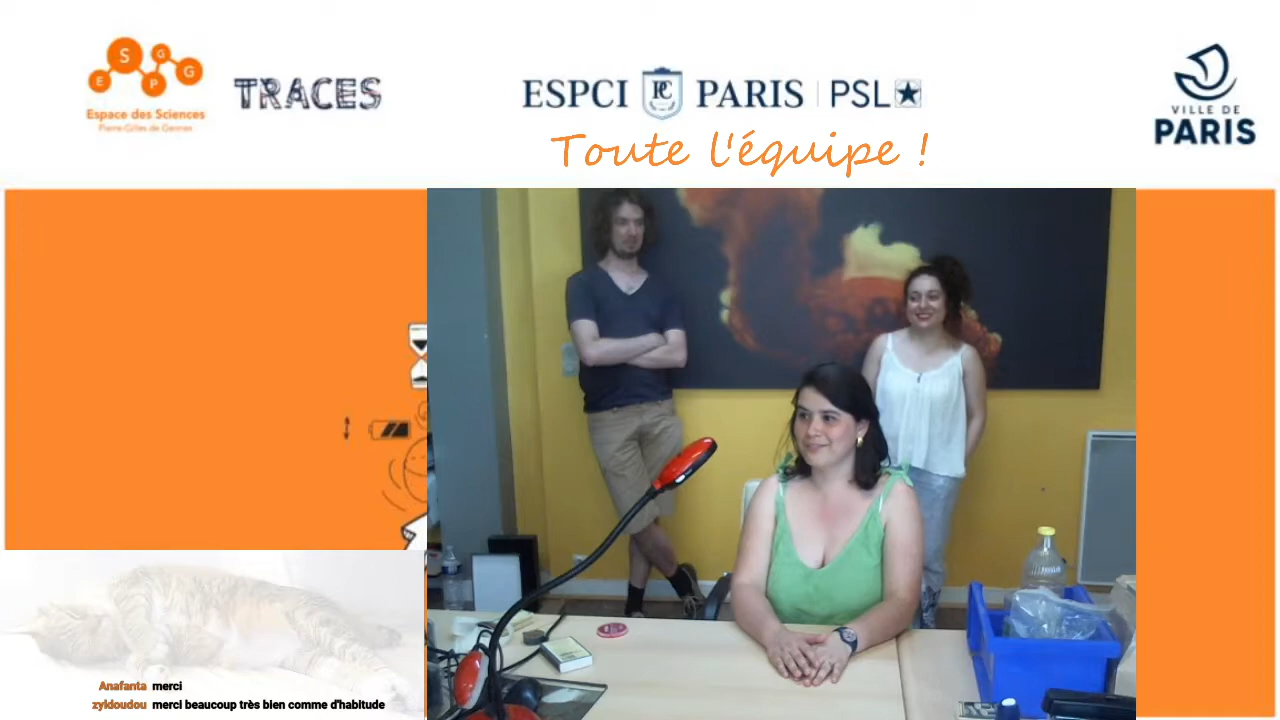 E S P G G
Espace des Sciences
Pierre-Gilles de Gennes
TRACES
ESPCI PC PARIS PSL
VILLE DE
PARIS
Toute l'équipe !
Anafanta merci
zykloudou merci beaucoup très bien comme d'habitude